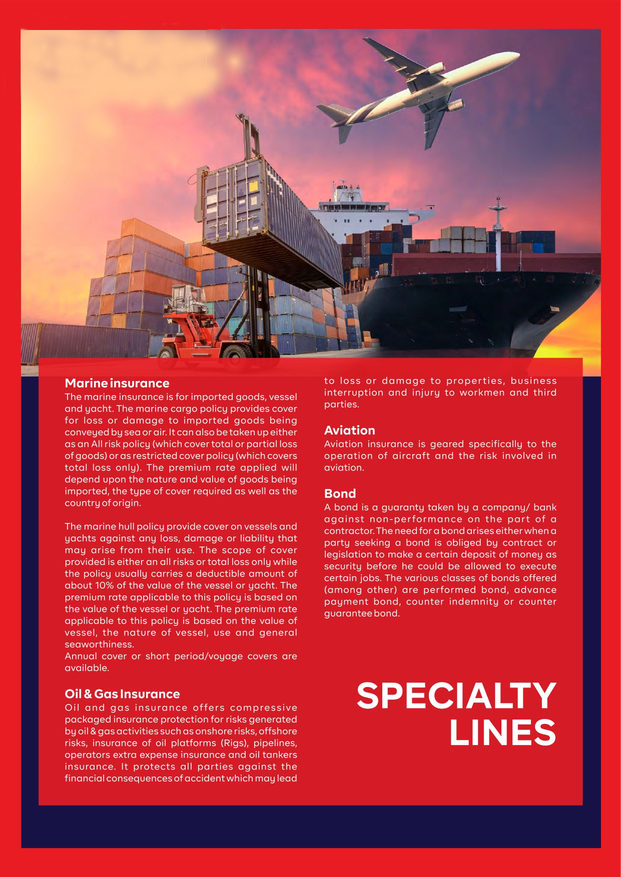 Marine insurance
The marine insurance is for imported goods, vessel
and yacht. The marine cargo policy provides cover
for loss or damage to imported goods being
conveyed by sea or air. It can also be taken up either
as an All risk policy (which cover total or partial loss
of goods) or as restricted cover policy (which covers
total loss only). The premium rate applied will
depend upon the nature and value of goods being
imported, the type of cover required as well as the
country of origin.
The marine hull policy provide cover on vessels and
yachts against any loss, damage or liability that
may arise from their use. The scope of cover
provided is either an all risks or total loss only while
the policy usually carries a deductible amount of
about 10% of the value of the vessel or yacht. The
premium rate applicable to this policy is based on
the value of the vessel or yacht. The premium rate
applicable to this policy is based on the value of
vessel, the nature of vessel, use and general
seaworthiness.
Annual cover or short period/voyage covers are
available.
Oil & Gas Insurance
Oil and gas insurance offers compressive
packaged insurance protection for risks generated
by oil & gas activities such as onshore risks, offshore
risks, insurance of oil platforms (Rigs), pipelines,
operators extra expense insurance and oil tankers
insurance. It protects all parties against the
financial consequences of accident which may lead
to loss or damage to properties, business
interruption and injury to workmen and third
parties.
Aviation
Aviation insurance is geared specifically to the
operation of aircraft and the risk involved in
aviation.
Bond
A bond is a guaranty taken by a company/ bank
against non-performance on the part of a
contractor. The need for a bond arises either when a
party seeking a bond is obliged by contract or
legislation to make a certain deposit of money as
security before he could be allowed to execute
certain jobs. The various classes of bonds offered
(among other) are performed bond, advance
payment bond, counter indemnity or counter
guarantee bond.
SPECIALTY
LINES